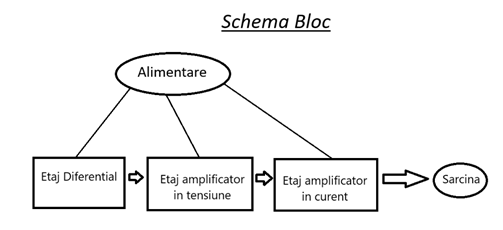 Schema Bloc
Alimentare
Etaj Diferential
Etaj amplificator
in tensiune
Etaj amplificator
in curent
Sarcina